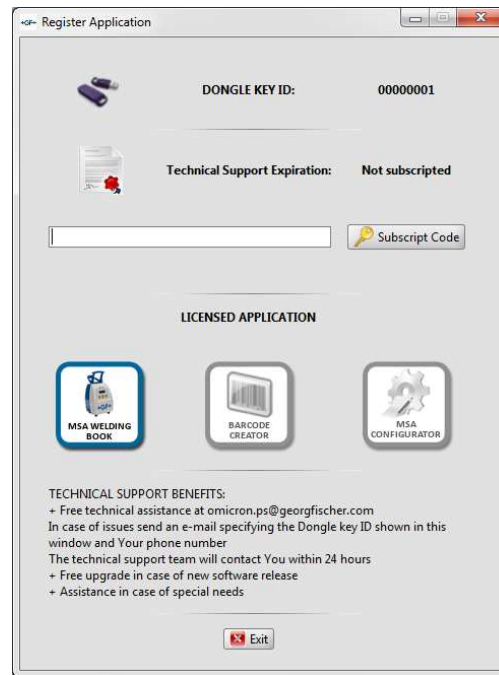 +GF+ Register Application
DONGLE KEY ID: 00000001
Technical Support Expiration: Not subscripted
Subscript Code
LICENSED APPLICATION
+GF+
MSA WELDING
BOOK
BARCODE
CREATOR
MSA
CONFIGURATOR
TECHNICAL SUPPORT BENEFITS:
+ Free technical assistance at omicron.ps@georgfischer.com
In case of issues send an e-mail specifying the Dongle key ID shown in this
window and Your phone number
The technical support team will contact You within 24 hours
+ Free upgrade in case of new software release
+ Assistance in case of special needs
Exit